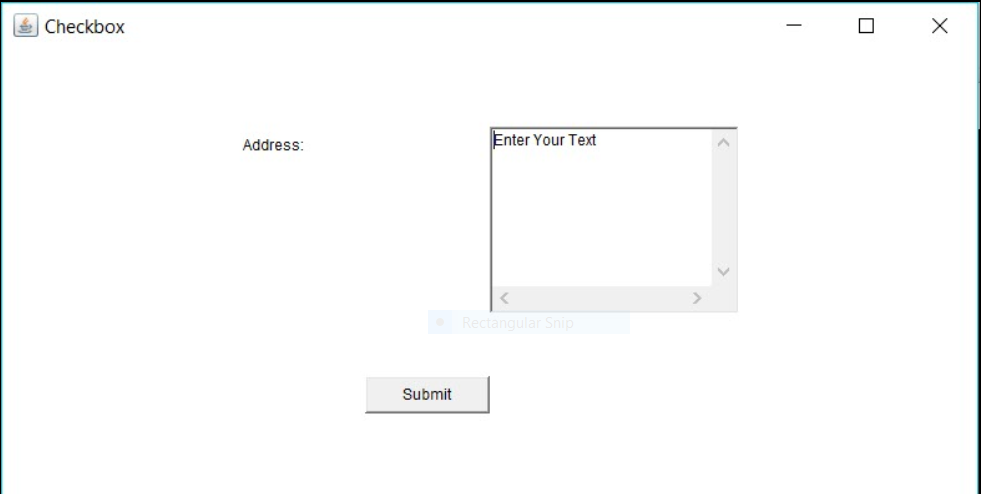 Checkbox
Address:
Enter Your Text
Rectangular Snip
Submit